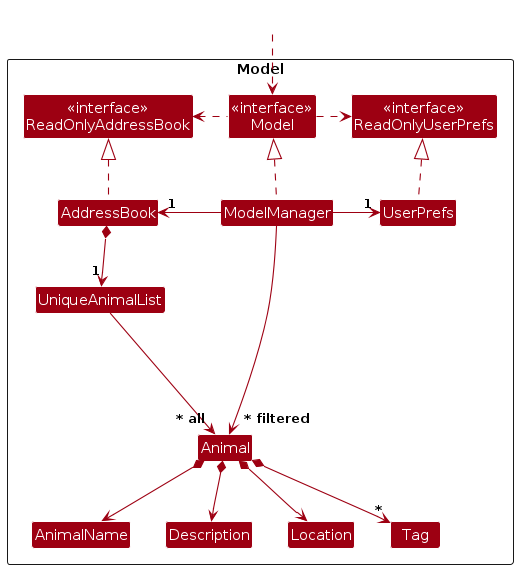 Model
«interface»
ReadOnlyAddressBook
«interface»
Model
«interface»
ReadOnlyUserPrefs
AddressBook
1
ModelManager
1
UserPrefs
1
UniqueAnimalList
* all
* filtered
Animal
*
AnimalName
Description
Location
Tag